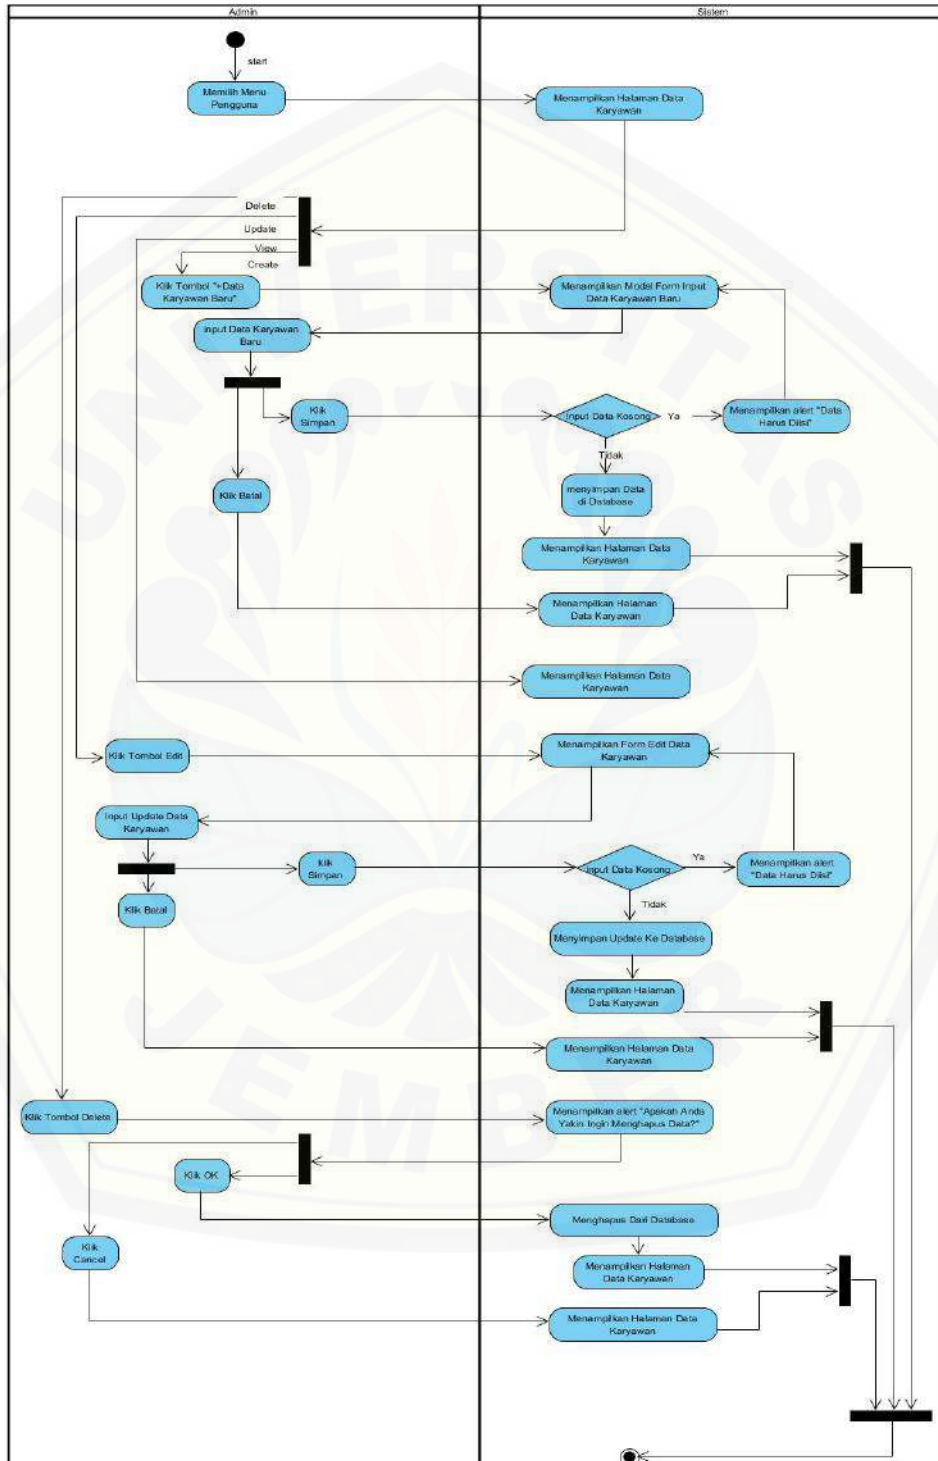 Admin
Sistem
start
Memilih Menu
Pengguna
Menampilkan Halaman Data
Karyawan
Delete
Update
View
Create
Klik Tombol "+Data
Karyawan Baru"
Menampilkan Model Form Input
Data Karyawan Baru
Input Data Karyawan
Baru
Klik
Simpan
Input Data Kosong
Ya
Menampilkan alert "Data
Harus Diisi"
Tidak
Klik Batal
menyimpan Data
di Database
Menampilkan Halaman Data
Karyawan
Menampilkan Halaman
Data Karyawan
Menampilkan Halaman Data
Karyawan
Klik Tombol Edit
Menampilkan Form Edit Data
Karyawan
Input Update Data
Karyawan
Klik
Simpan
Input Data Kosong
Ya
Menampilkan alert
"Data Harus Diisi"
Klik Batal
Tidak
Menyimpan Update Ke Database
Menampilkan Halaman
Data Karyawan
Menampilkan Halaman Data
Karyawan
Klik Tombol Delete
Menampilkan alert "Apakah Anda
Yakin Ingin Menghapus Data?"
Klik OK
Menghapus Dari Database
Klik
Cancel
Menampilkan Halaman
Data Karyawan
Menampilkan Halaman Data
Karyawan
UNIVERSITAS
JEMBER